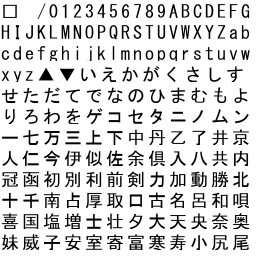 □ /0123456789ABCDEFG
HIJKLMNOPQRSTUVWXYZab
cdefghijklmnopqrstuvw
xyz▲▼いえかがくさしす
せただてでなのひまむもよ
りろわをゲコセタニノムン
一七万三上下中丹乙了井京
人仁今伊似佐余倶入八共内
冠函初別利前剣力加動勝北
十千南占厚取口古名呂和唄
喜国塩増士壮夕大天央奈奥
妹威子安室寄富寒寿小尻尾